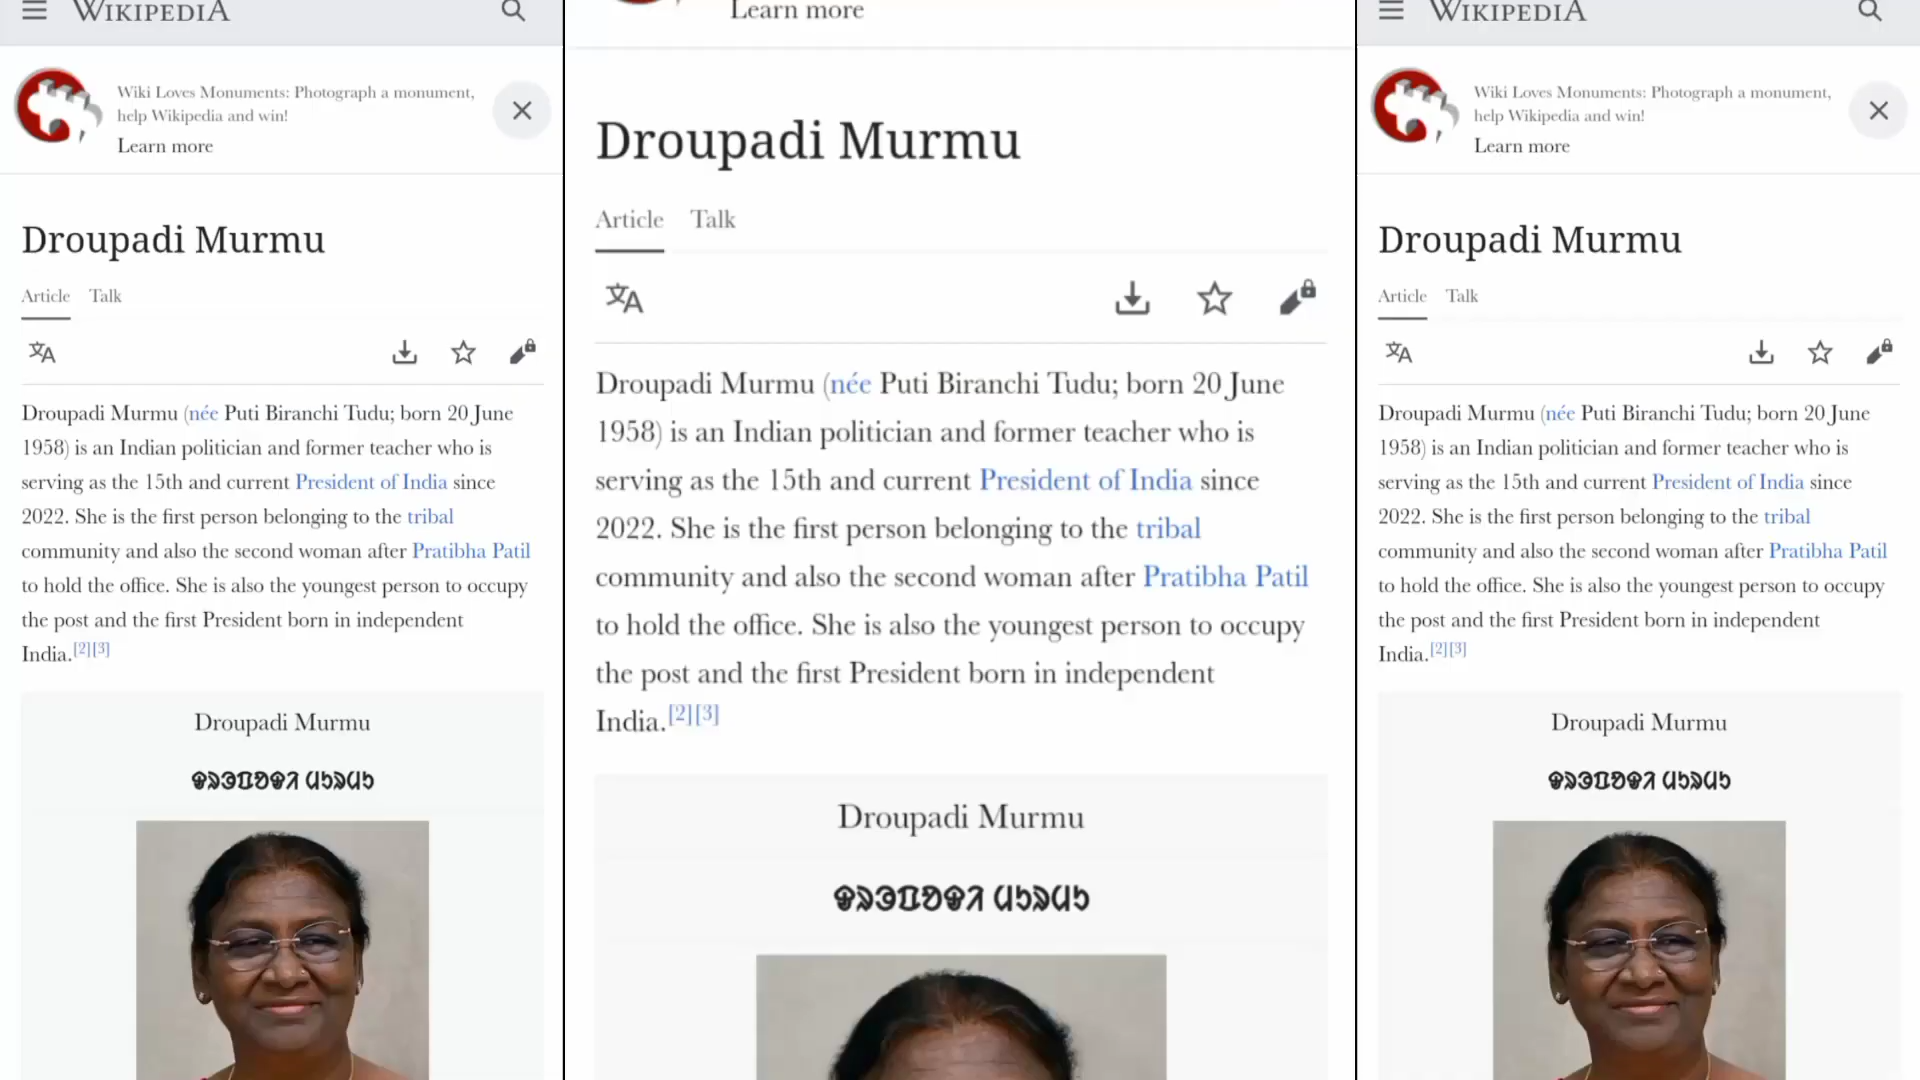 WIKIPEDIA
Wiki Loves Monuments: Photograph a monument,
help Wikipedia and win!
Learn more
Droupadi Murmu
Article Talk
Droupadi Murmu (née Puti Biranchi Tudu; born 20 June
1958) is an Indian politician and former teacher who is
serving as the 15th and current President of India since
2022. She is the first person belonging to the tribal
community and also the second woman after Pratibha Patil
to hold the office. She is also the youngest person to occupy
the post and the first President born in independent
India.[2][3]
Droupadi Murmu
Learn more
Droupadi Murmu
Article Talk
Droupadi Murmu (née Puti Biranchi Tudu; born 20 June
1958) is an Indian politician and former teacher who is
serving as the 15th and current President of India since
2022. She is the first person belonging to the tribal
community and also the second woman after Pratibha Patil
to hold the office. She is also the youngest person to occupy
the post and the first President born in independent
India.[2][3]
Droupadi Murmu
WIKIPEDIA
Wiki Loves Monuments: Photograph a monument,
help Wikipedia and win!
Learn more
Droupadi Murmu
Article Talk
Droupadi Murmu (née Puti Biranchi Tudu; born 20 June
1958) is an Indian politician and former teacher who is
serving as the 15th and current President of India since
2022. She is the first person belonging to the tribal
community and also the second woman after Pratibha Patil
to hold the office. She is also the youngest person to occupy
the post and the first President born in independent
India.[2][3]
Droupadi Murmu